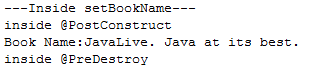 ---Inside setBookName---
inside @PostConstruct
Book Name:JavaLive. Java at its best.
inside @PreDestroy